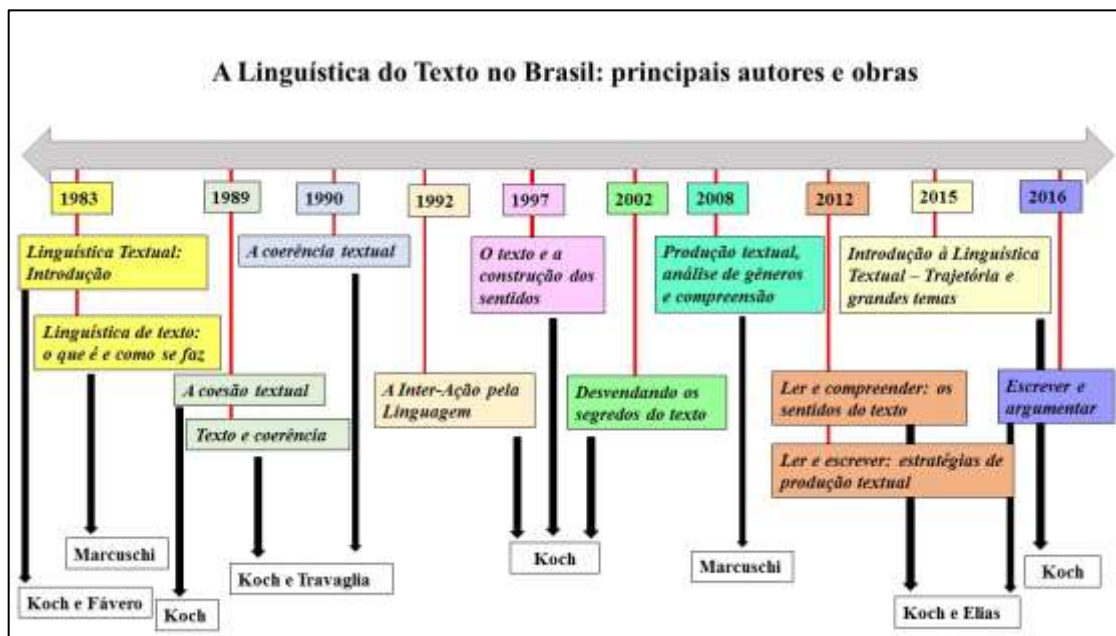 A Linguística do Texto no Brasil: principais autores e obras
1983
1989
1990
1992
1997
2002
2008
2012
2015
2016
Linguística Textual:
Introdução
Linguística de texto:
o que é e como se faz
A coesão textual
Texto e coerência
A coerência textual
A Inter-Ação pela
Linguagem
O texto e a
construção dos
sentidos
Desvendando os
segredos do texto
Produção textual,
análise de gêneros
e compreensão
Ler e compreender: os
sentidos do texto
Ler e escrever: estratégias de
produção textual
Introdução à Linguística
Textual – Trajetória e
grandes temas
Escrever e
argumentar
Marcuschi
Koch e Fávero
Koch
Koch e Travaglia
Koch
Marcuschi
Koch e Elias
Koch